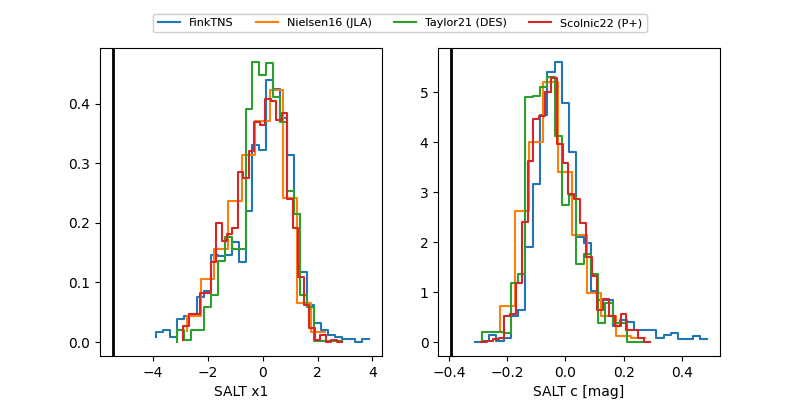 FinkTNS Nielsen16 (JLA) Taylor21 (DES) Scolnic22 (P+)
0.4
0.3
0.2
0.1
0.0
−4 −2 0 2 4
SALT x1
5
4
3
2
1
0
−0.4 −0.2 0.0 0.2 0.4
SALT c [mag]